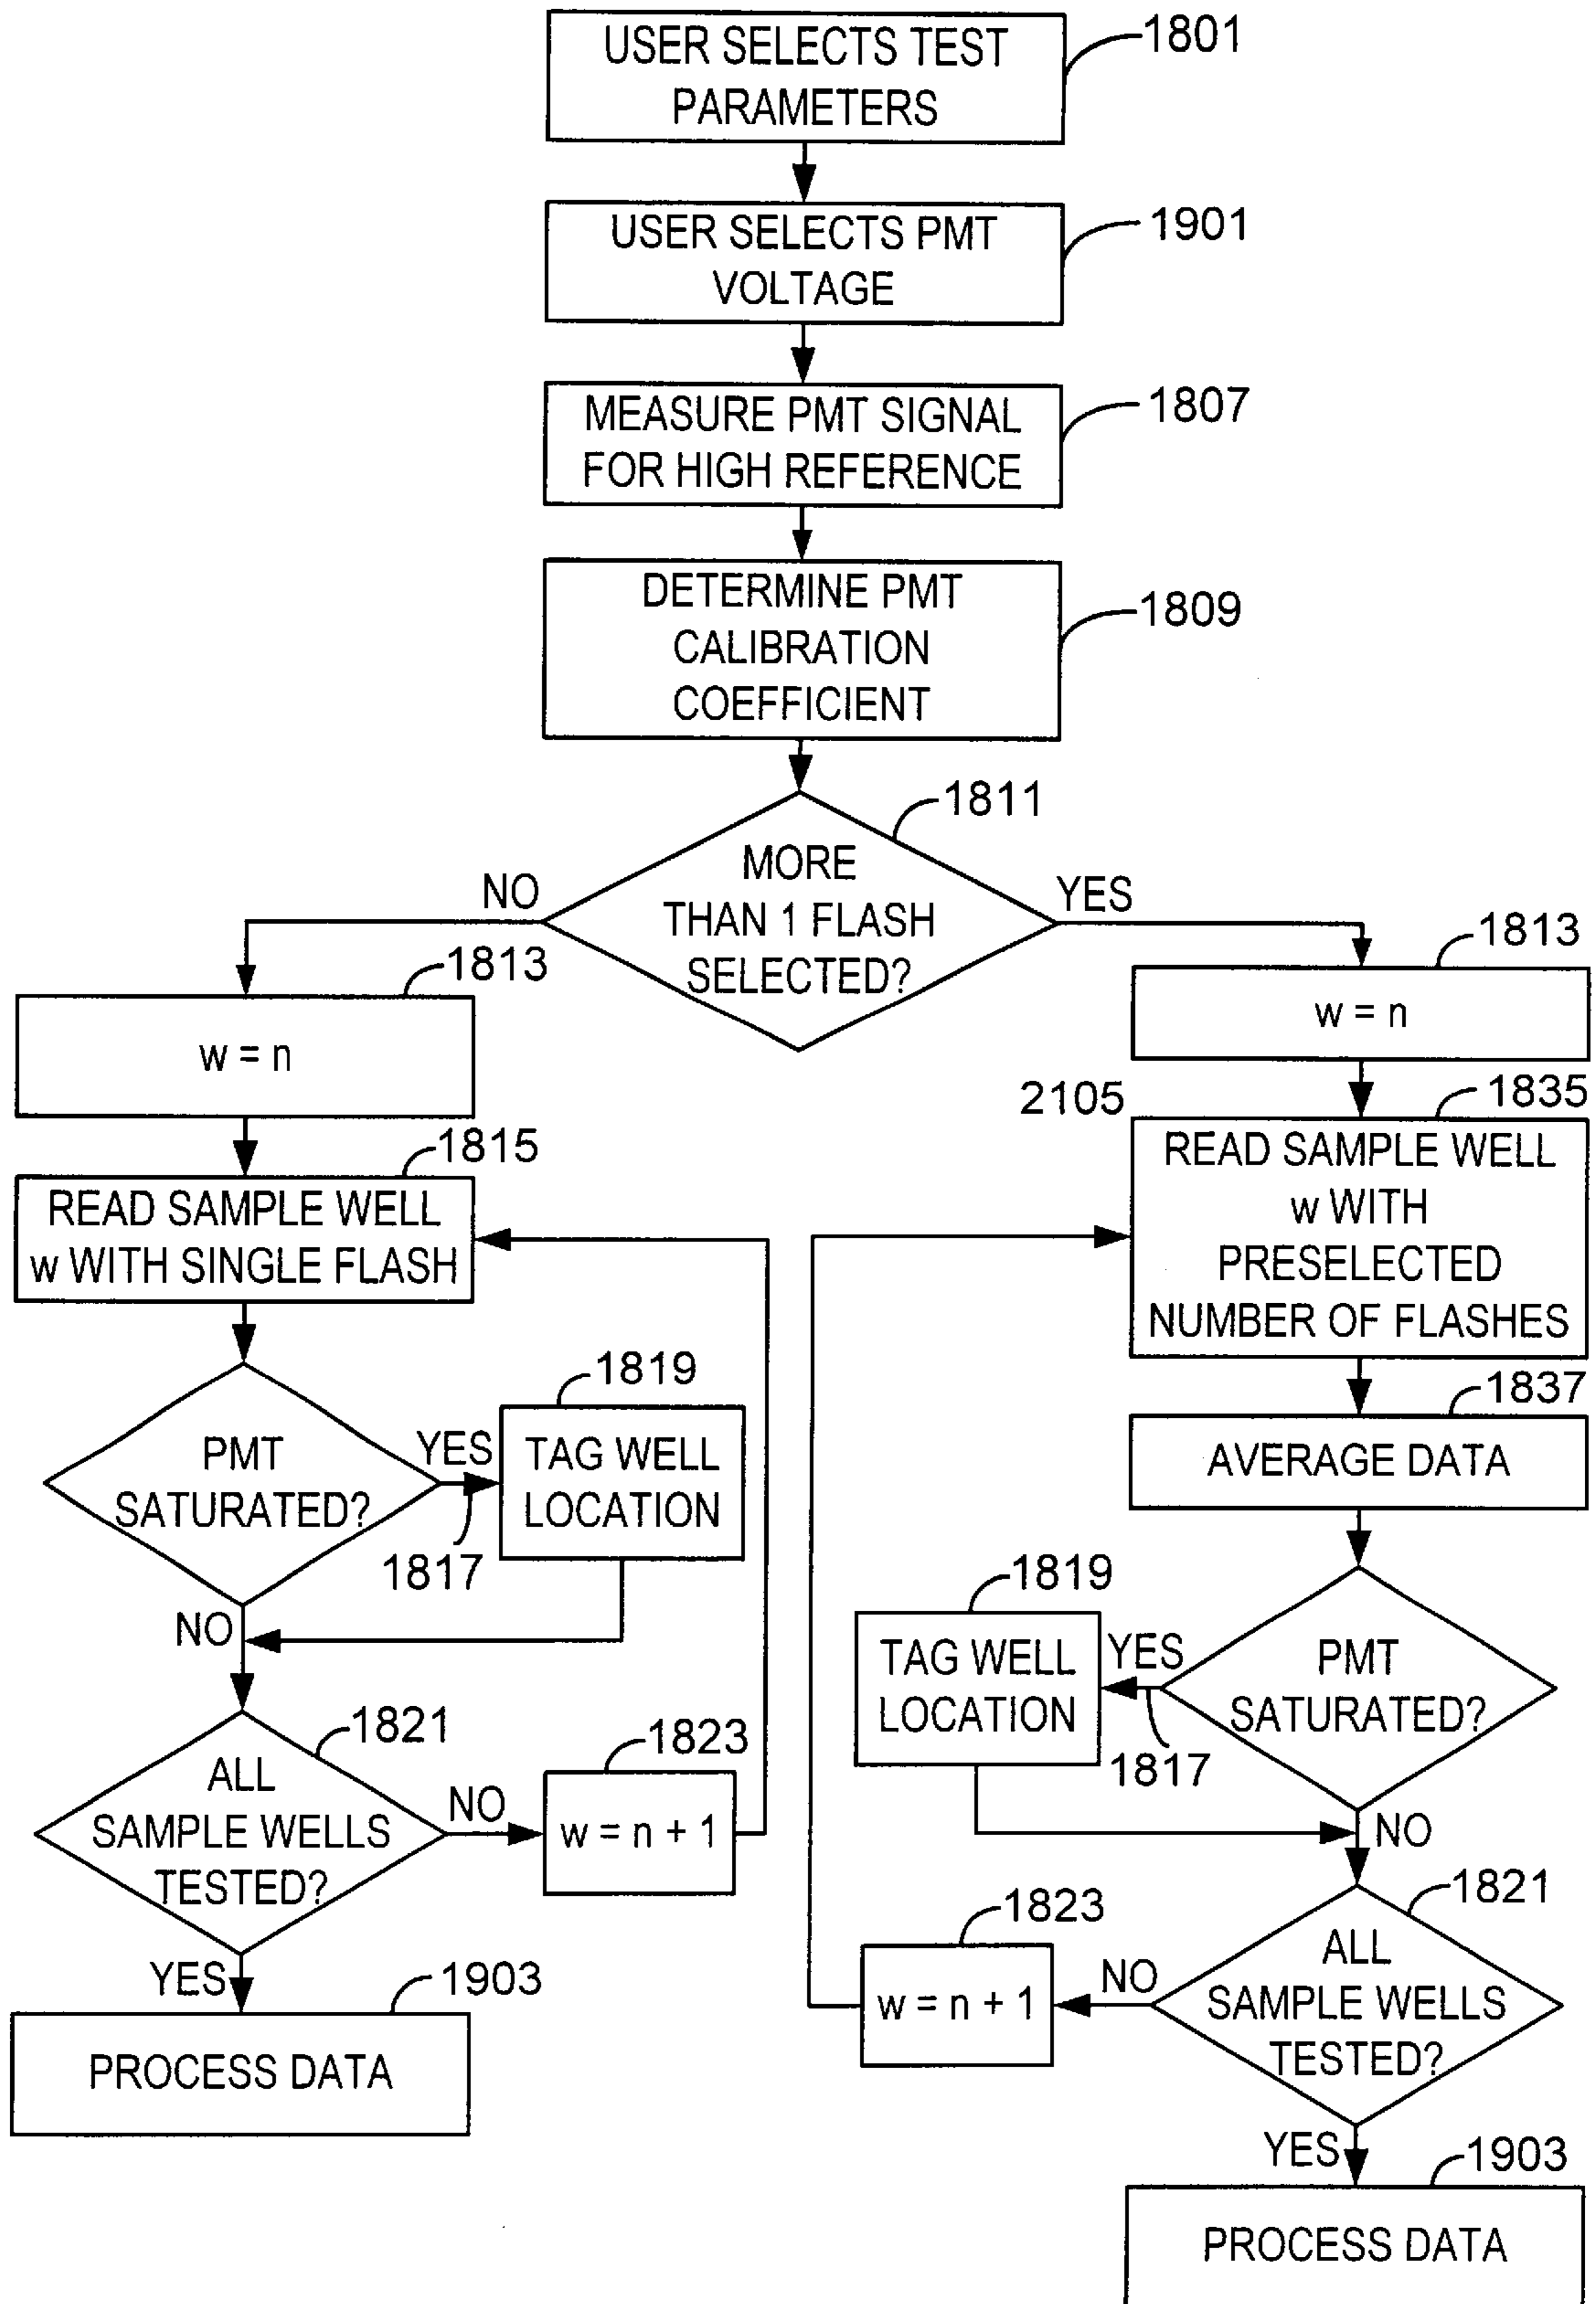 USER SELECTS TEST
PARAMETERS
1801
USER SELECTS PMT
VOLTAGE
1901
MEASURE PMT SIGNAL
FOR HIGH REFERENCE
1807
DETERMINE PMT
CALIBRATION
COEFFICIENT
1809
1811
MORE
THAN 1 FLASH
SELECTED?
NO
YES
1813
w = n
1815
READ SAMPLE WELL
w WITH SINGLE FLASH
PMT
SATURATED?
YES
1817
1819
TAG WELL
LOCATION
NO
1821
ALL
SAMPLE WELLS
TESTED?
NO
1823
w = n + 1
YES
1903
PROCESS DATA
1813
w = n
2105
1835
READ SAMPLE WELL
w WITH
PRESELECTED
NUMBER OF FLASHES
1837
AVERAGE DATA
PMT
SATURATED?
YES
1817
1819
TAG WELL
LOCATION
NO
1821
ALL
SAMPLE WELLS
TESTED?
NO
1823
w = n + 1
YES
1903
PROCESS DATA